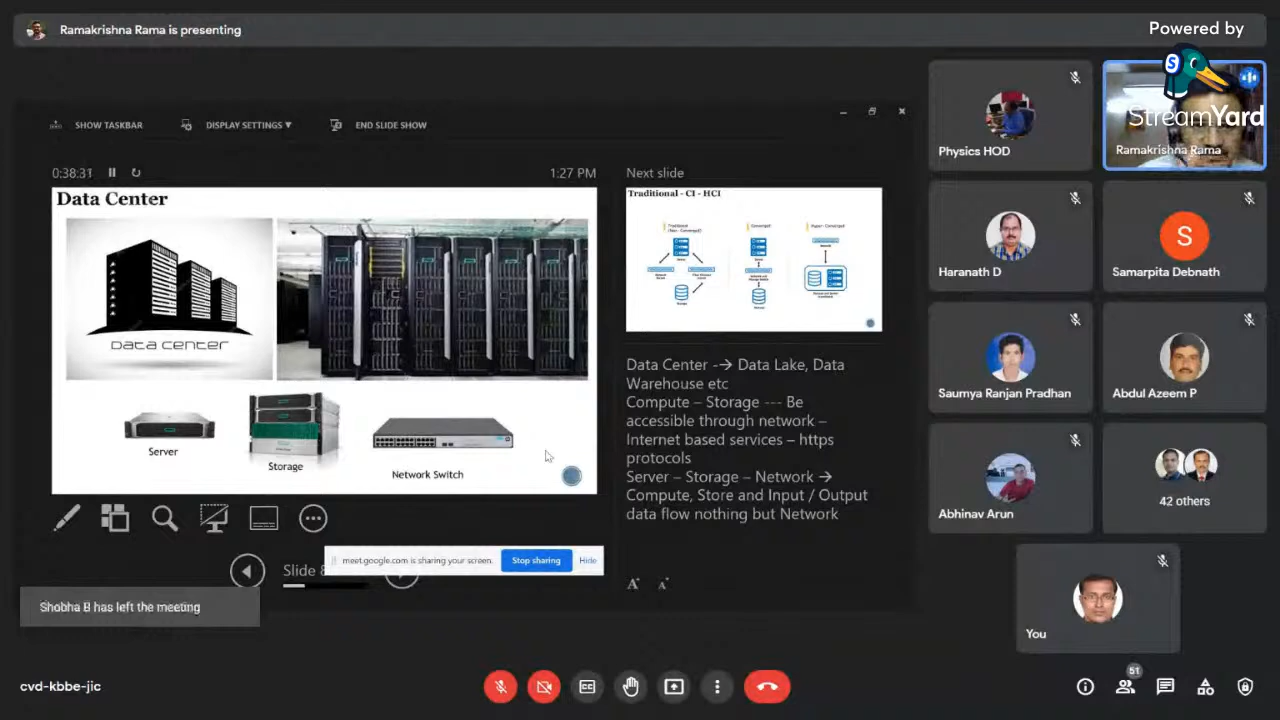 Ramakrishna Rama is presenting
Powered by
StreamYard
SHOW TASKBAR
DISPLAY SETTINGS ▼
END SLIDE SHOW
0:38:31
1:27 PM
Data Center
DATA CENTER
Server
Storage
Network Switch
Slide
Next slide
Traditional - CI - HCI
Data Center -→ Data Lake, Data
Warehouse etc
Compute – Storage --- Be
accessible through network –
Internet based services – https
protocols
Server – Storage – Network →
Compute, Store and Input / Output
data flow nothing but Network
meet.google.com is sharing your screen.
Stop sharing
Hide
Shobha B has left the meeting
Physics HOD
Ramakrishna Rama
Haranath D
S
Samarpita Debnath
Saumya Ranjan Pradhan
Abdul Azeem P
Abhinav Arun
42 others
You
cvd-kbbe-jic
51